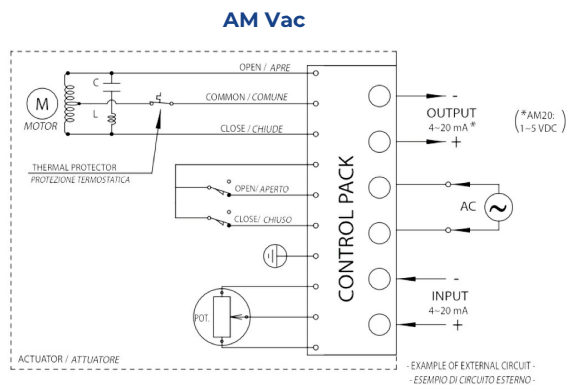 AM Vac
OPEN / APRE
C
COMMON / COMUNE
M
L
MOTOR
CLOSE / CHIUDE
THERMAL PROTECTOR
PROTEZIONE TERMOSTATICA
OPEN/ APERTO
CLOSE/ CHIUSO
POT.
CONTROL PACK
-
OUTPUT
4~20 mA *
+
(*AM20:
1~5 VDC)
AC
~
-
INPUT
4~20 mA
+
ACTUATOR / ATTUATORE
- EXAMPLE OF EXTERNAL CIRCUIT -
- ESEMPIO DI CIRCUITO ESTERNO -